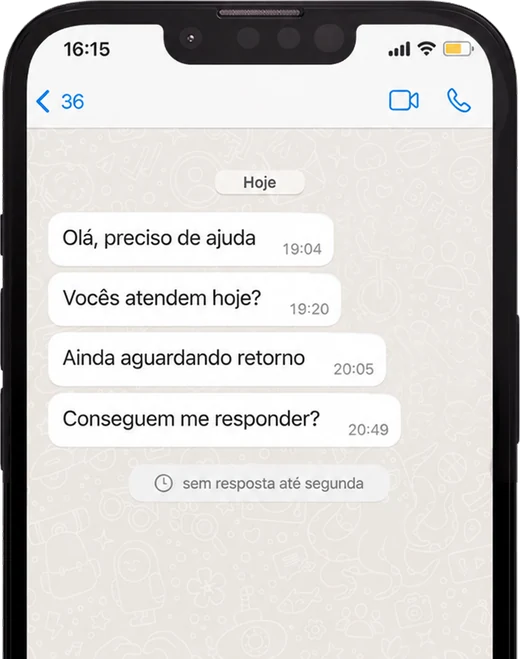 16:15
36
Hoje
Olá, preciso de ajuda
19:04
Vocês atendem hoje?
19:20
Ainda aguardando retorno
20:05
Conseguem me responder?
20:49
sem resposta até segunda